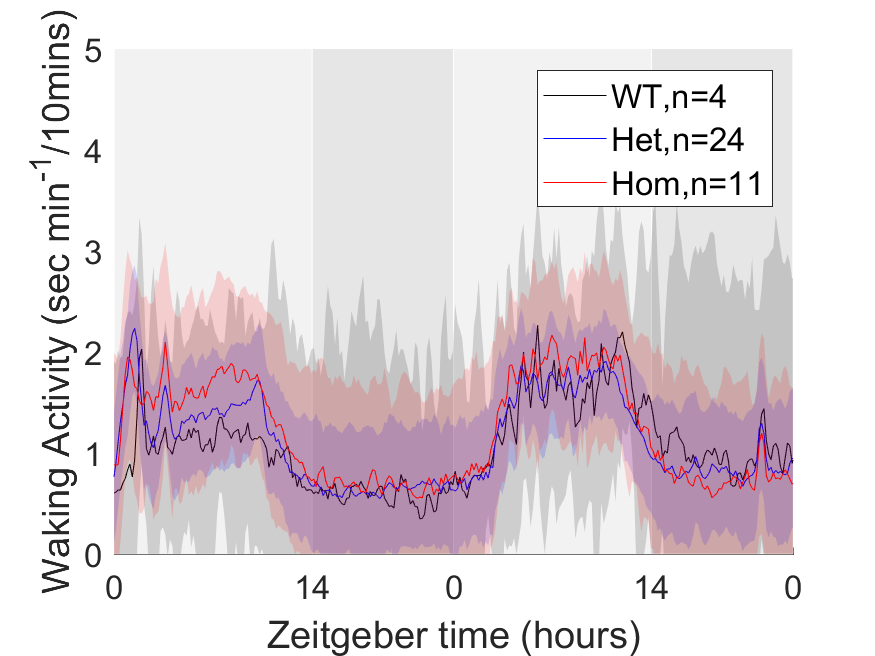 Waking Activity (sec min-1/10mins)
5
4
3
2
1
0
WT,n=4
Het,n=24
Hom,n=11
0 14 0 14 0
Zeitgeber time (hours)